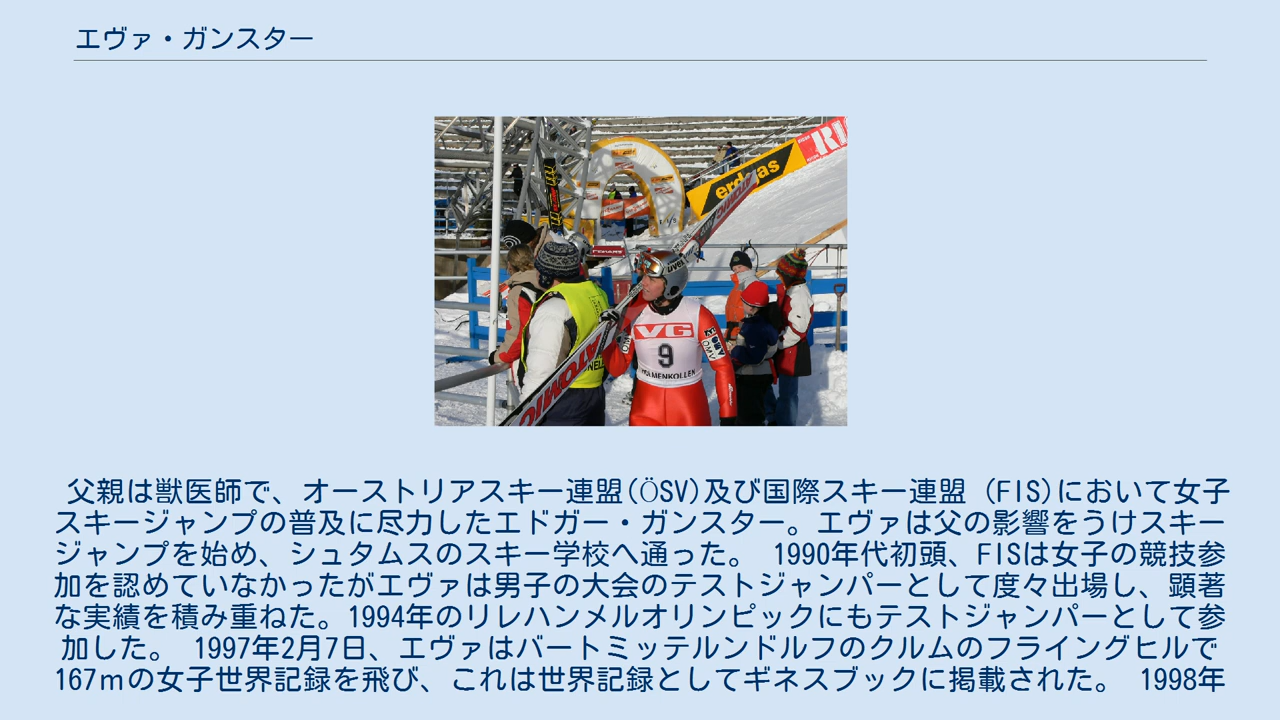 エヴァ・ガンスター
erdgas
VG
9
HOLMENKOLLEN
ATOMIC
uvex
父親は獣医師で、オーストリアスキー連盟(ÖSV)及び国際スキー連盟 (FIS)において女子
スキージャンプの普及に尽力したエドガー・ガンスター。エヴァは父の影響をうけスキー
ジャンプを始め、シュタムスのスキー学校へ通った。 1990年代初頭、FISは女子の競技参
加を認めていなかったがエヴァは男子の大会のテストジャンパーとして度々出場し、顕著
な実績を積み重ねた。1994年のリレハンメルオリンピックにもテストジャンパーとして参
加した。 1997年2月7日、エヴァはバートミッテルンドルフのクルムのフライングヒルで
167mの女子世界記録を飛び、これは世界記録としてギネスブックに掲載された。 1998年